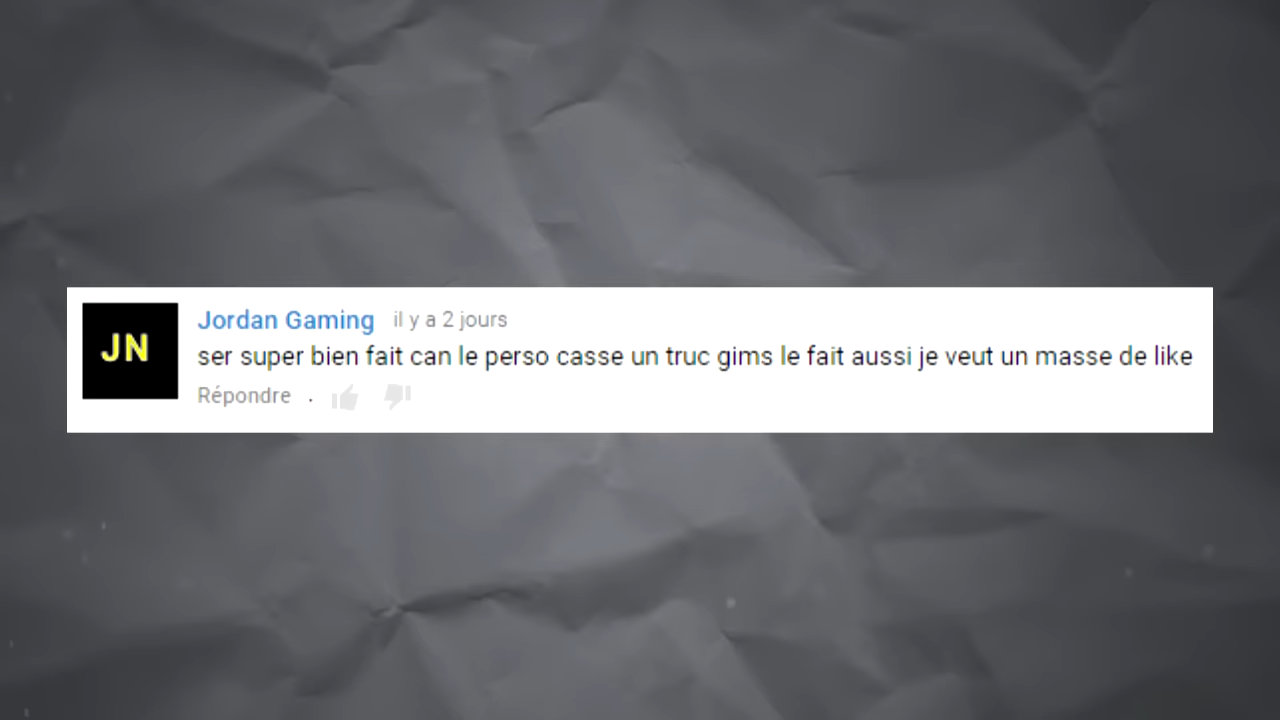 JN
Jordan Gaming il y a 2 jours
ser super bien fait can le perso casse un truc gims le fait aussi je veut un masse de like
Répondre .